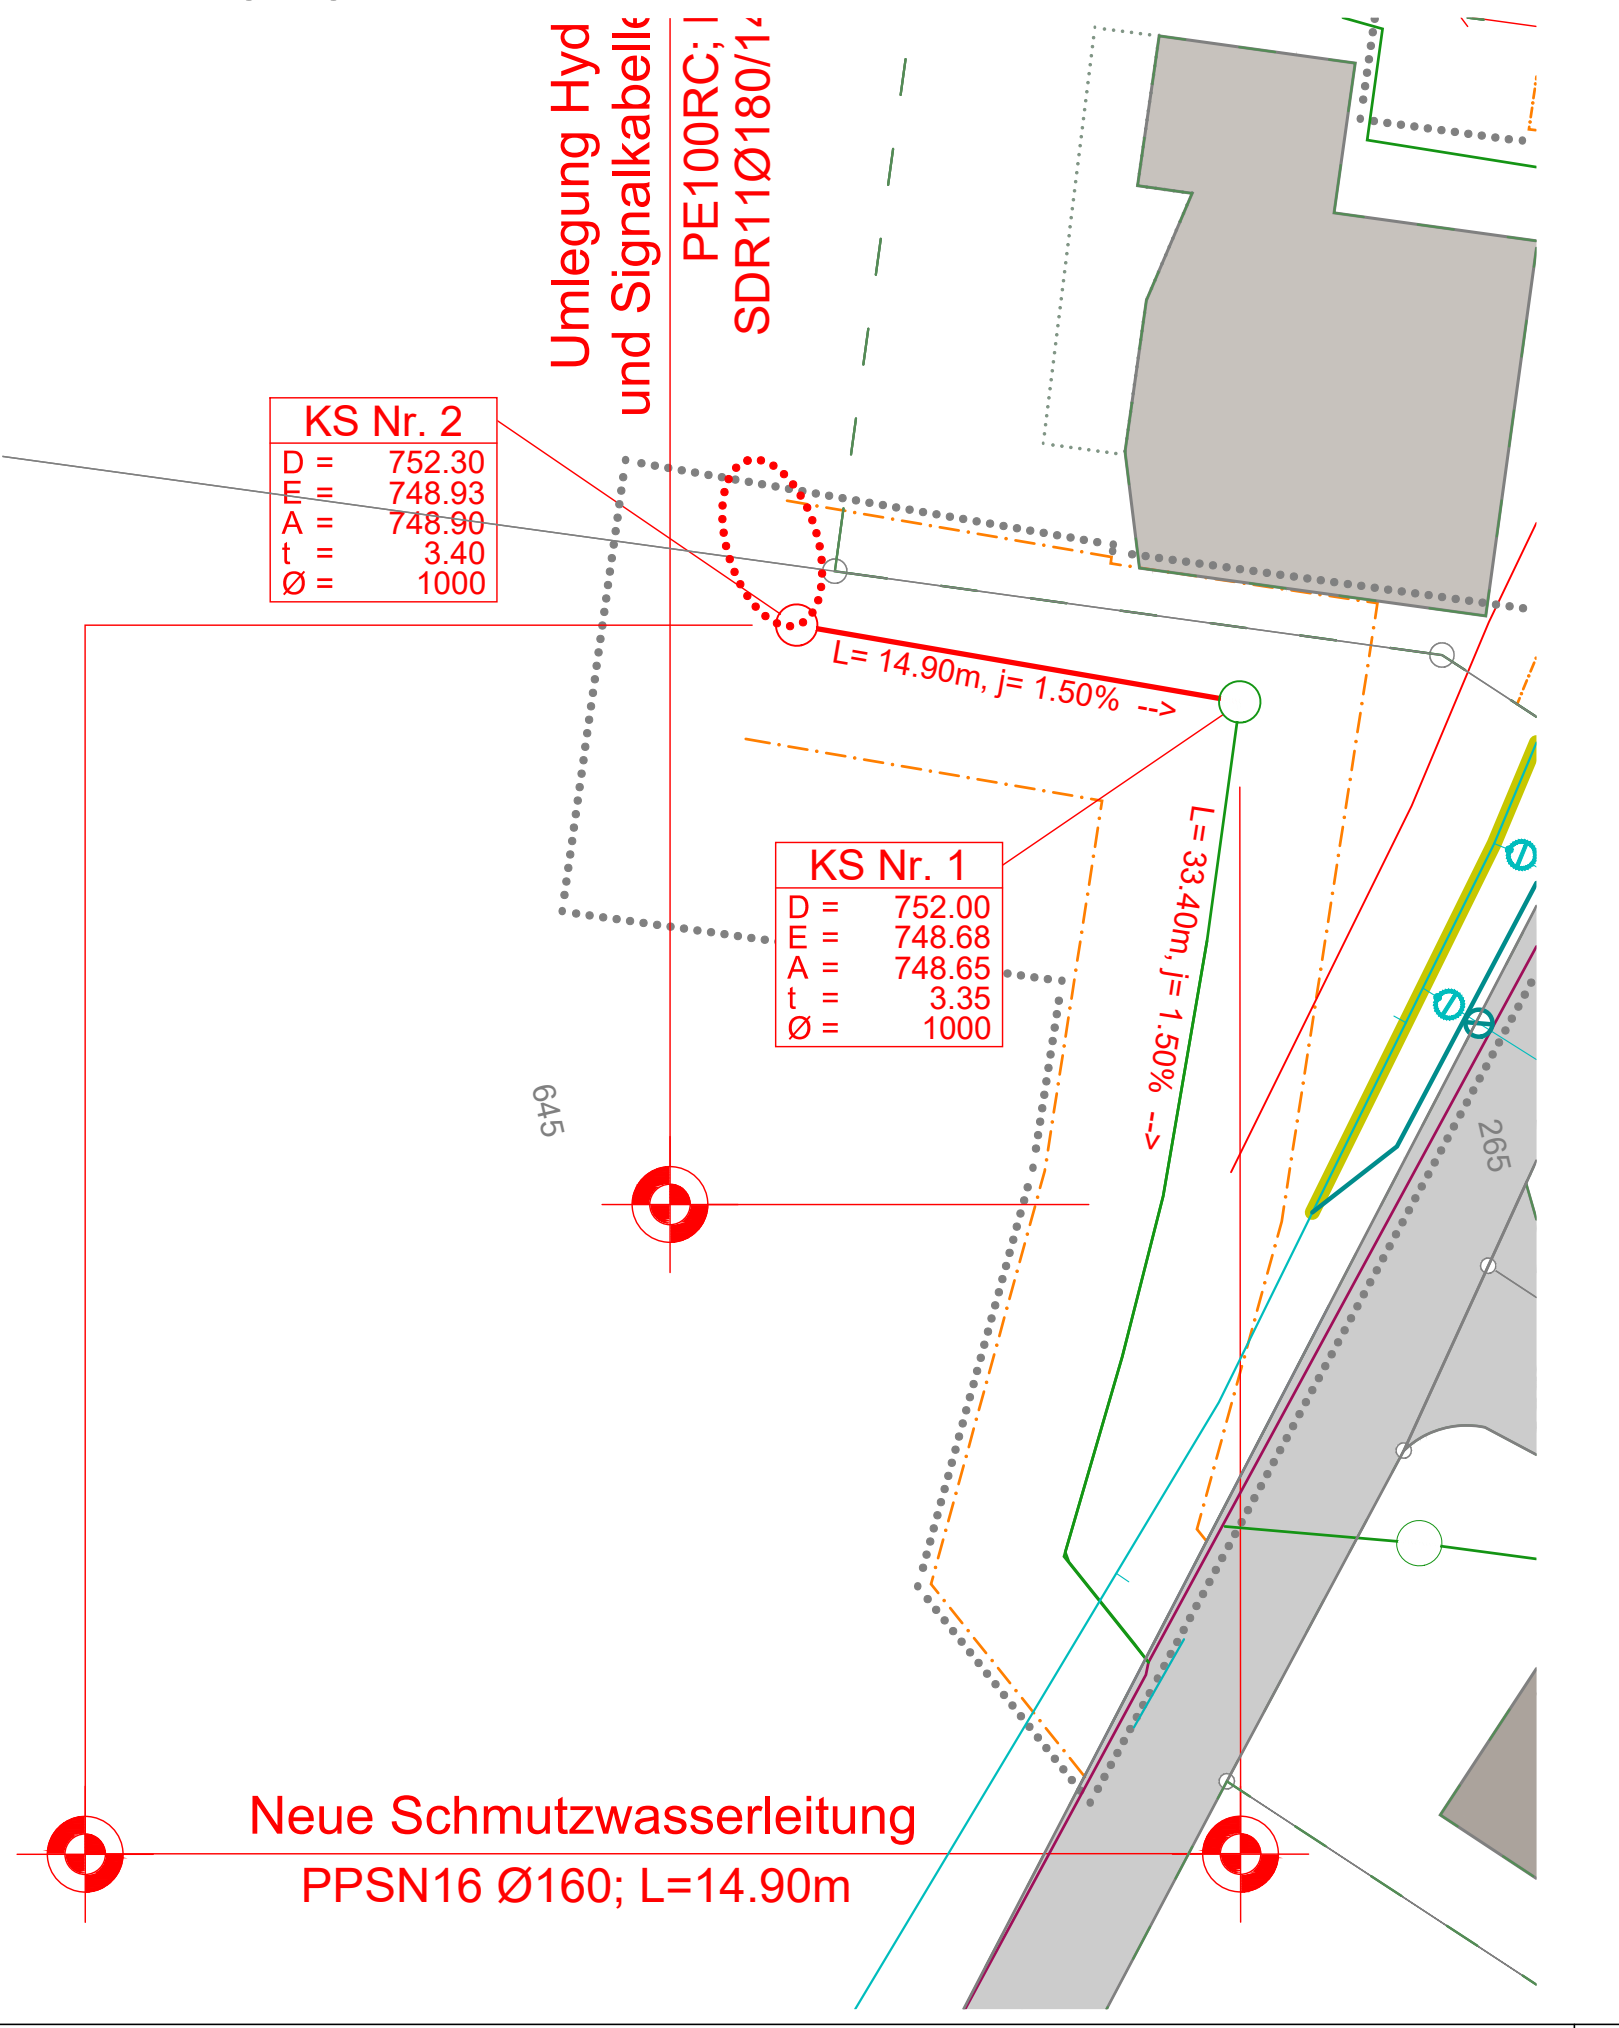 Umlegung Hyd
und Signalkabelle
PE100RC;
SDR11Ø180/14
KS Nr. 2
D = 752.30
E = 748.93
A = 748.90
t = 3.40
Ø = 1000
L= 14.90m, j= 1.50% -->
KS Nr. 1
D = 752.00
E = 748.68
A = 748.65
t = 3.35
Ø = 1000
L= 33.40m, j= 1.50% -->
645
265
Neue Schmutzwasserleitung
PPSN16 Ø160; L=14.90m